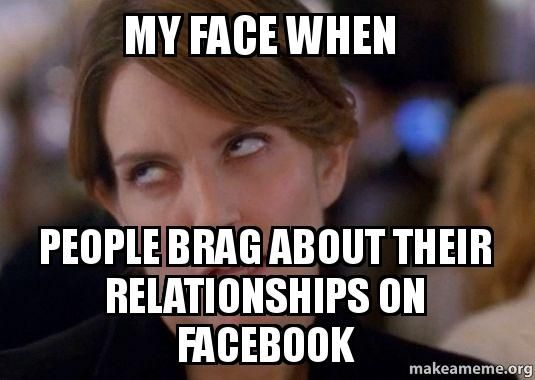 MY FACE WHEN
PEOPLE BRAG ABOUT THEIR
RELATIONSHIPS ON
FACEBOOK
makeameme.org